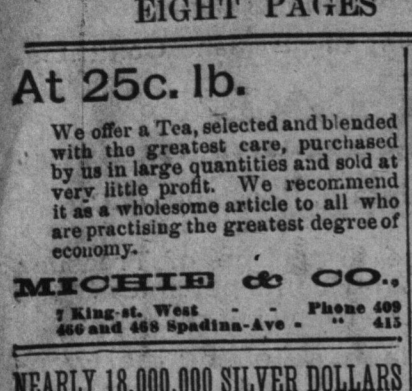 EIGHT PAGES
At 25c. lb.
We offer a Tea, selected and blended
with the greatest care, purchased
by us in large quantities and sold at
very little profit. We recommend
it as a wholesome article to all who
are practising the greatest degree of
economy.
MICHIE & CO.,
7 King-st. West - - Phone 409
466 and 468 Spadina-Ave - " 415
NEARLY 18,000,000 SILVER DOLLARS